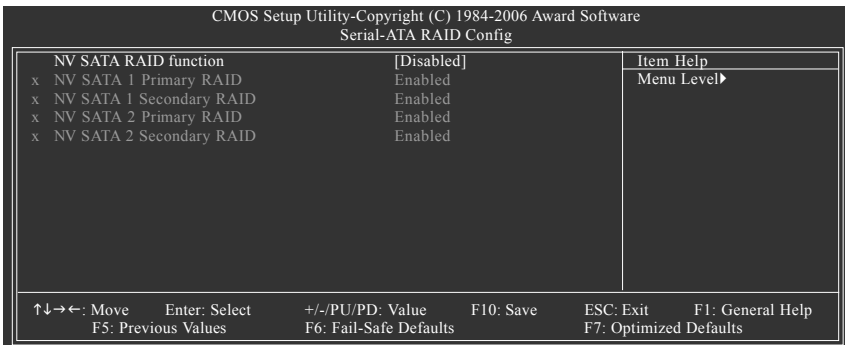 CMOS Setup Utility-Copyright (C) 1984-2006 Award Software
Serial-ATA RAID Config
NV SATA RAID function [Disabled]
x NV SATA 1 Primary RAID Enabled
x NV SATA 1 Secondary RAID Enabled
x NV SATA 2 Primary RAID Enabled
x NV SATA 2 Secondary RAID Enabled
Item Help
Menu Level▶
↑↓→←: Move Enter: Select +/-/PU/PD: Value F10: Save ESC: Exit F1: General Help
F5: Previous Values F6: Fail-Safe Defaults F7: Optimized Defaults